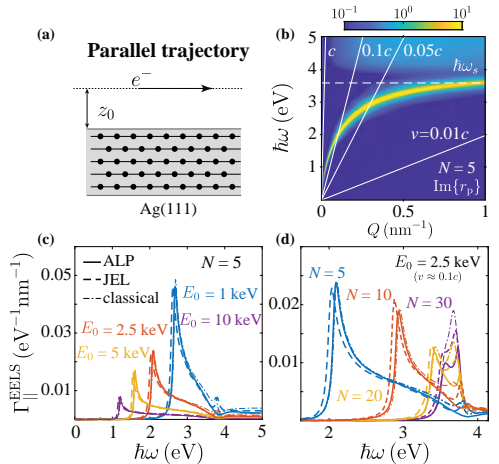 (a)
Parallel trajectory
e⁻
z₀
Ag(111)
(b)
10⁻¹ 10⁰ 10¹
c
0.1c
0.05c
ħωₛ
v=0.01c
N = 5
Im{rₚ}
5
4
3
2
1
0 0.5 1
ħω (eV)
Q (nm⁻¹)
(c)
ALP
JEL
classical
N = 5
E₀ = 1 keV
E₀ = 10 keV
E₀ = 2.5 keV
E₀ = 5 keV
0.05
0.03
0.01
0 1 2 3 4 5
Γ∥ᴱᴱᴸˢ (eV⁻¹nm⁻¹)
ħω (eV)
(d)
E₀ = 2.5 keV
(v ≈ 0.1c)
N = 5
N = 10
N = 30
N = 20
0.02
0.01
2 3 4
ħω (eV)